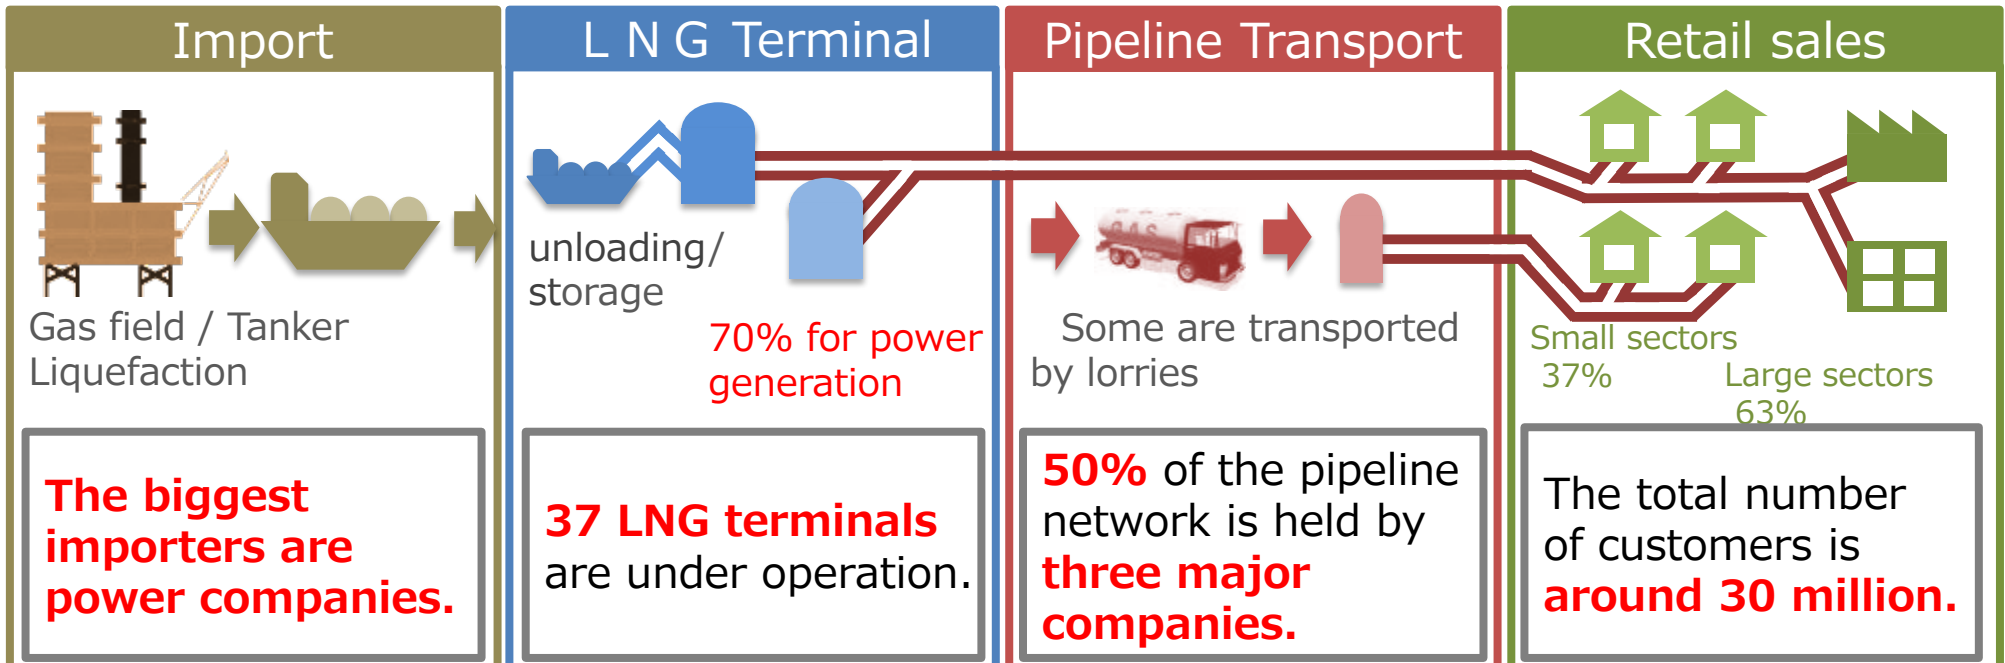 Import
Gas field / Tanker
Liquefaction
The biggest
importers are
power companies.
L N G Terminal
unloading/
storage
70% for power
generation
37 LNG terminals
are under operation.
Pipeline Transport
GAS
Some are transported
by lorries
50% of the pipeline
network is held by
three major
companies.
Retail sales
Small sectors
37%
Large sectors
63%
The total number
of customers is
around 30 million.